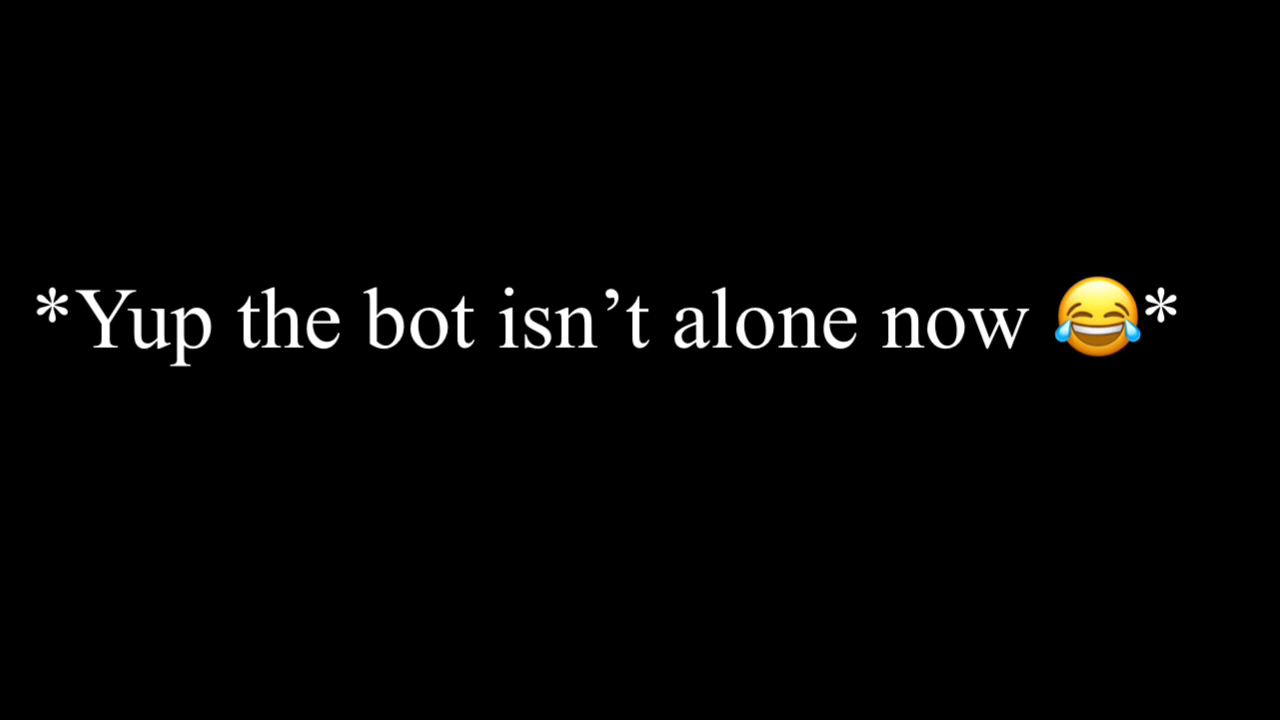 *Yup the bot isn’t alone now 😂*